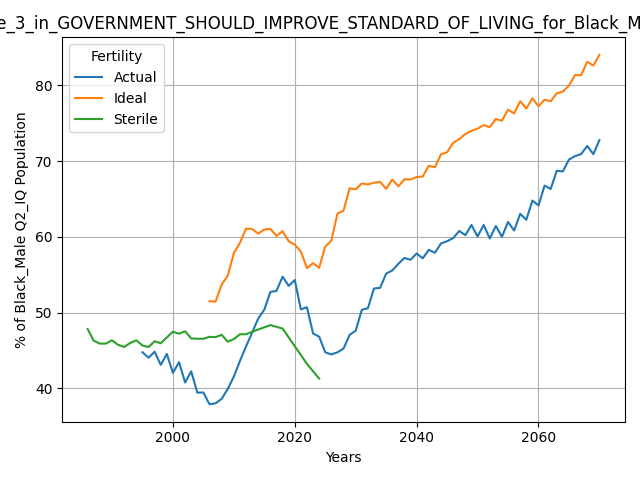 e_3_in_GOVERNMENT_SHOULD_IMPROVE_STANDARD_OF_LIVING_for_Black_M
Fertility
Actual
Ideal
Sterile
% of Black_Male Q2_IQ Population
80
70
60
50
40
2000
2020
2040
2060
Years